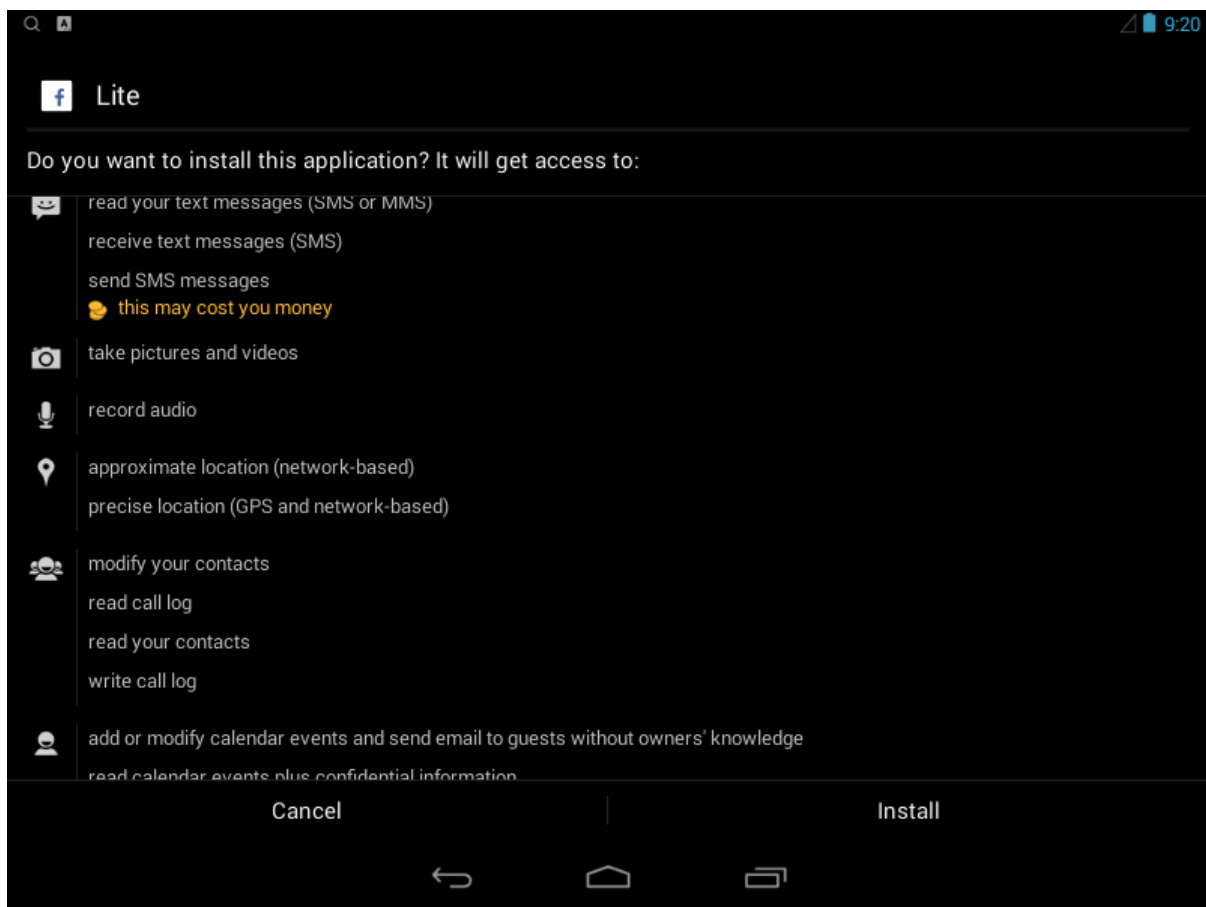 9:20
Lite
Do you want to install this application? It will get access to:
read your text messages (SMS or MMS)
receive text messages (SMS)
send SMS messages
this may cost you money
take pictures and videos
record audio
approximate location (network-based)
precise location (GPS and network-based)
modify your contacts
read call log
read your contacts
write call log
add or modify calendar events and send email to guests without owners' knowledge
read calendar events plus confidential information
Cancel
Install